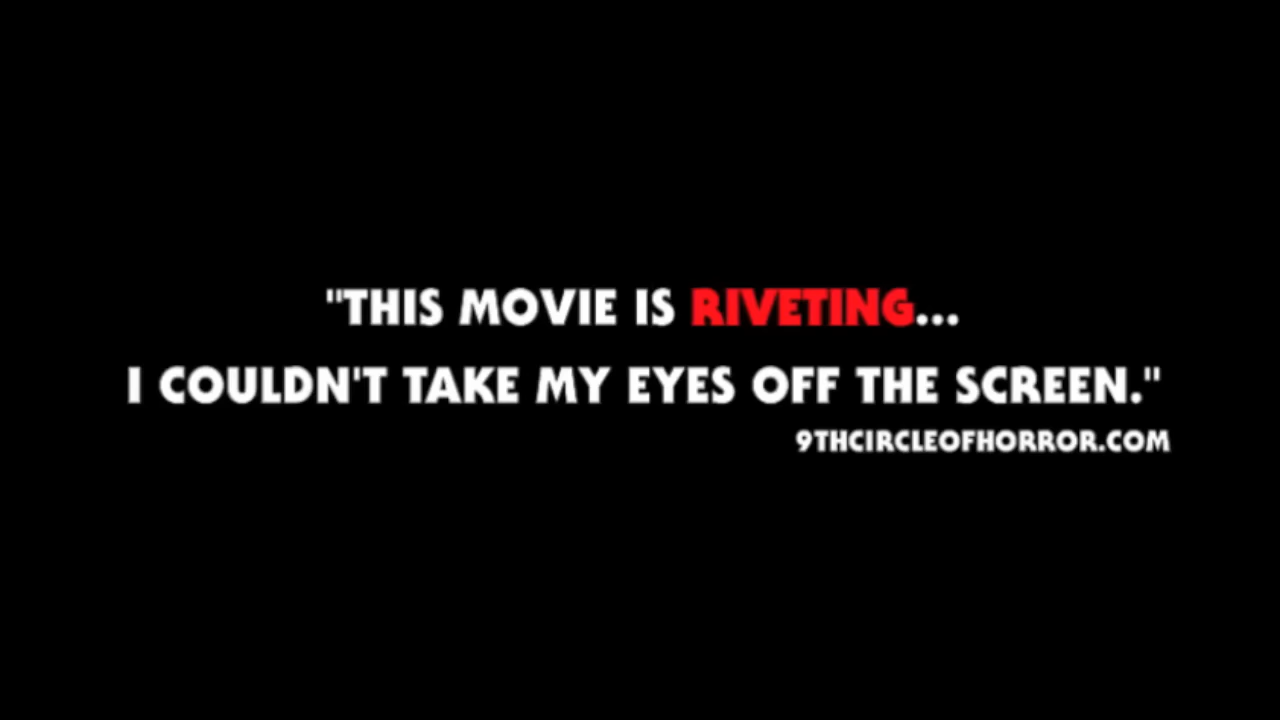 "THIS MOVIE IS RIVETING...
I COULDN'T TAKE MY EYES OFF THE SCREEN."
9THCIRCLEOFHORROR.COM